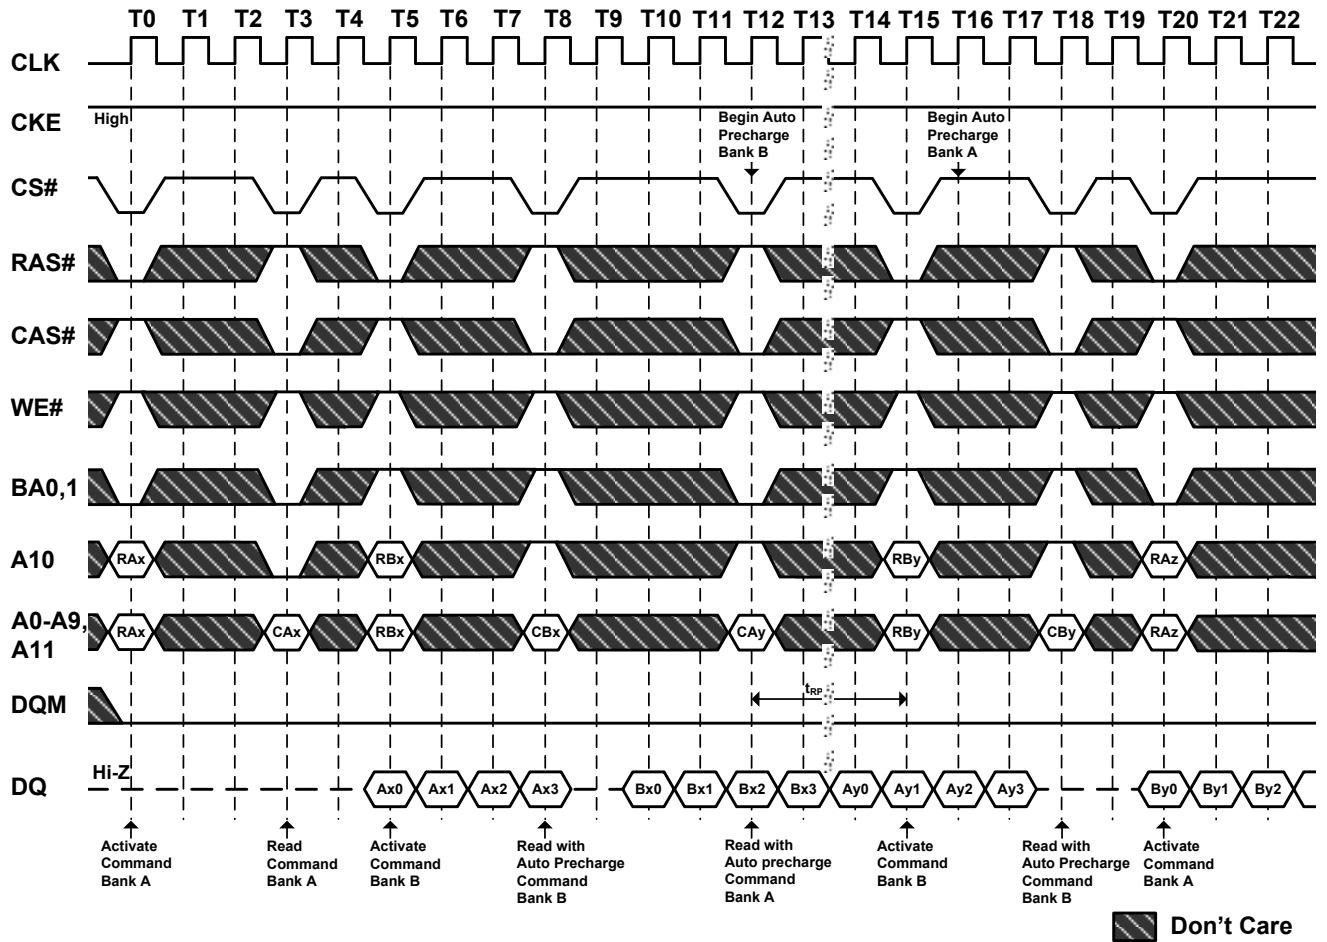 T0 T1 T2 T3 T4 T5 T6 T7 T8 T9 T10 T11 T12 T13 T14 T15 T16 T17 T18 T19 T20 T21 T22
CLK
CKE
High
Begin Auto
Precharge
Bank B
Begin Auto
Precharge
Bank A
CS#
RAS#
CAS#
WE#
BA0,1
A10
RAx RBx RBy RAz
A0-A9,
A11
RAx CAx RBx CBx CAy RBy CBy RAz
DQM
tRP
DQ
Hi-Z
Ax0 Ax1 Ax2 Ax3 Bx0 Bx1 Bx2 Bx3 Ay0 Ay1 Ay2 Ay3 By0 By1 By2
Activate
Command
Bank A
Read
Command
Bank A
Activate
Command
Bank B
Read with
Auto Precharge
Command
Bank B
Read with
Auto precharge
Command
Bank A
Activate
Command
Bank B
Read with
Auto Precharge
Command
Bank B
Activate
Command
Bank A
Don't Care